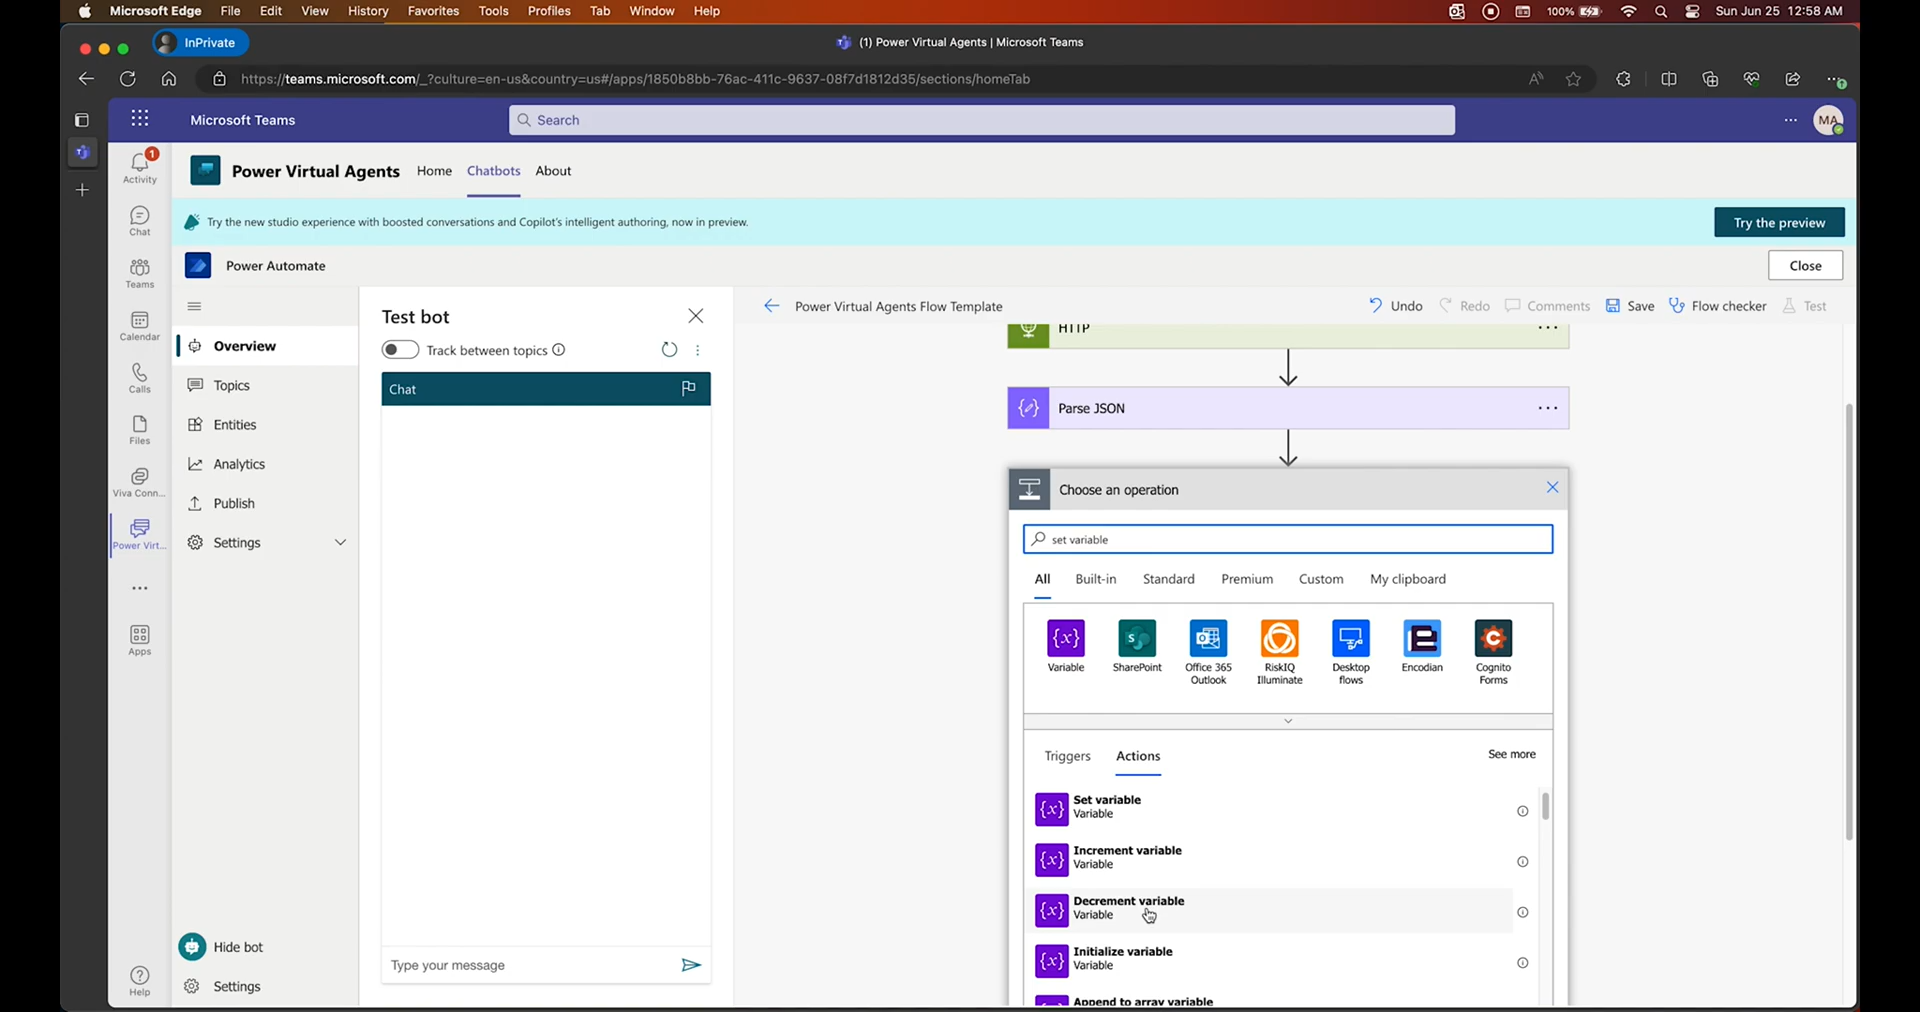 Microsoft Edge File Edit View History Favorites Tools Profiles Tab Window Help
100% Sun Jun 25 12:58 AM
InPrivate
(1) Power Virtual Agents | Microsoft Teams
https://teams.microsoft.com/_?culture=en-us&country=us#/apps/1850b8bb-76ac-411c-9637-08f7d1812d35/sections/homeTab
Microsoft Teams
Search
MA
1
Activity
Chat
Teams
Calendar
Calls
Files
Viva Conn...
Power Virt...
Apps
Help
Power Virtual Agents Home Chatbots About
Try the new studio experience with boosted conversations and Copilot's intelligent authoring, now in preview.
Try the preview
Power Automate
Close
Overview
Topics
Entities
Analytics
Publish
Settings
Hide bot
Settings
Test bot
Track between topics
Chat
Type your message
Power Virtual Agents Flow Template
Undo Redo Comments Save Flow checker Test
HTTP
Parse JSON
Choose an operation
set variable
All Built-in Standard Premium Custom My clipboard
Variable
SharePoint
Office 365
Outlook
RiskIQ
Illuminate
Desktop
flows
Encodian
Cognito
Forms
Triggers Actions See more
Set variable
Variable
Increment variable
Variable
Decrement variable
Variable
Initialize variable
Variable
Append to array variable